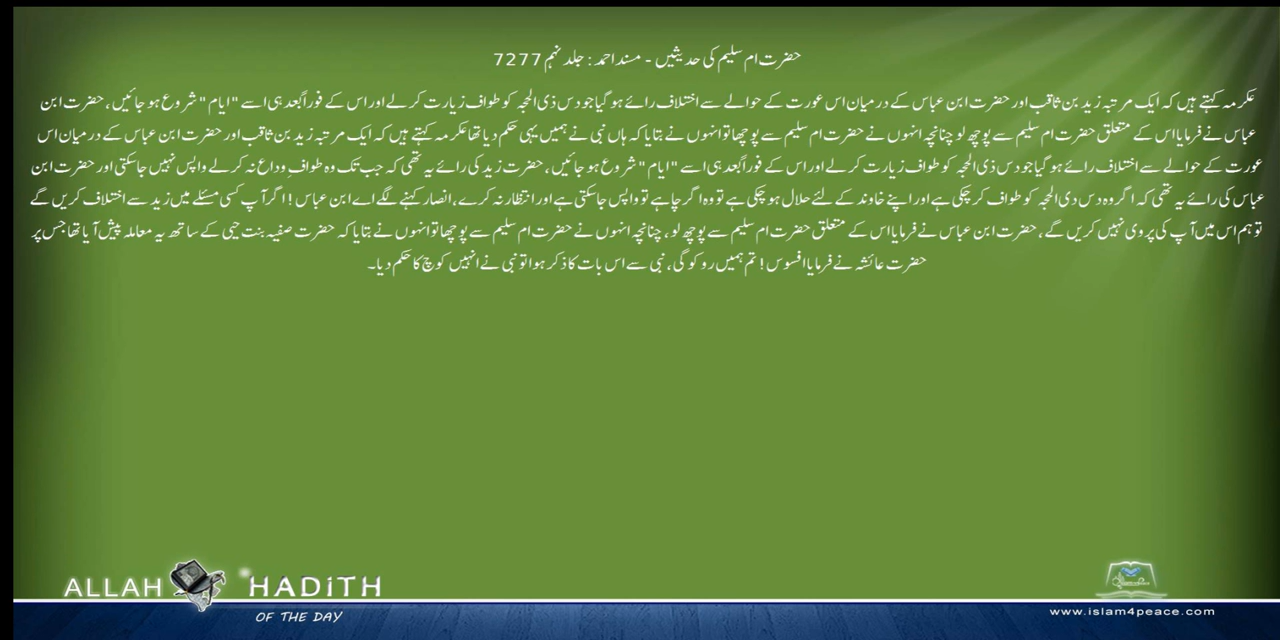 حضرت ام سلیم کی حدیثیں - مسند احمد : جلد نہم 7277
عکرمہ کہتے ہیں کہ ایک مرتبہ زید بن ثاقب اور حضرت ابن عباس کے درمیان اس عورت کے حوالے سے اختلاف رائے ہو گیا جو دس ذی الحجہ کو طواف زیارت کر لے اور اس کے فوراً بعد ہی اسے "ایام" شروع ہو جائیں، حضرت ابن
عباس نے فرمایا اس کے متعلق حضرت ام سلیم سے پوچھ لو چنانچہ انہوں نے حضرت ام سلیم سے پوچھا تو انہوں نے بتایا کہ ہاں نبی نے ہمیں یہی حکم دیا تھا عکرمہ کہتے ہیں کہ ایک مرتبہ زید بن ثاقب اور حضرت ابن عباس کے درمیان اس
عورت کے حوالے سے اختلاف رائے ہو گیا جو دس ذی الحجہ کو طواف زیارت کر لے اور اس کے فوراً بعد ہی اسے "ایام" شروع ہو جائیں، حضرت زید کی رائے یہ تھی کہ جب تک وہ طوافِ وداع نہ کر لے واپس نہیں جا سکتی اور حضرت ابن
عباس کی رائے یہ تھی کہ اگر وہ دس دی الحجہ کو طواف کر چکی ہے اور اپنے خاوند کے لئے حلال ہو چکی ہے تو وہ اگر چاہے تو واپس جا سکتی ہے اور انتظار نہ کرے، انصار کہنے لگے اے ابن عباس! اگر آپ کسی مسئلے میں زید سے اختلاف کریں گے
تو ہم اس میں آپ کی پروی نہیں کریں گے، حضرت ابن عباس نے فرمایا اس کے متعلق حضرت ام سلیم سے پوچھ لو، چنانچہ انہوں نے حضرت ام سلیم سے پوچھا تو انہوں نے بتایا کہ حضرت صفیہ بنت حیی کے ساتھ یہ معاملہ پیش آیا تھا جس پر
حضرت عائشہ نے فرمایا افسوس! تم ہمیں روکو گی، نبی سے اس بات کا ذکر ہوا تو نبی نے انہیں کوچ کا حکم دیا۔
ALLAH HADITH
OF THE DAY
www.islam4peace.com